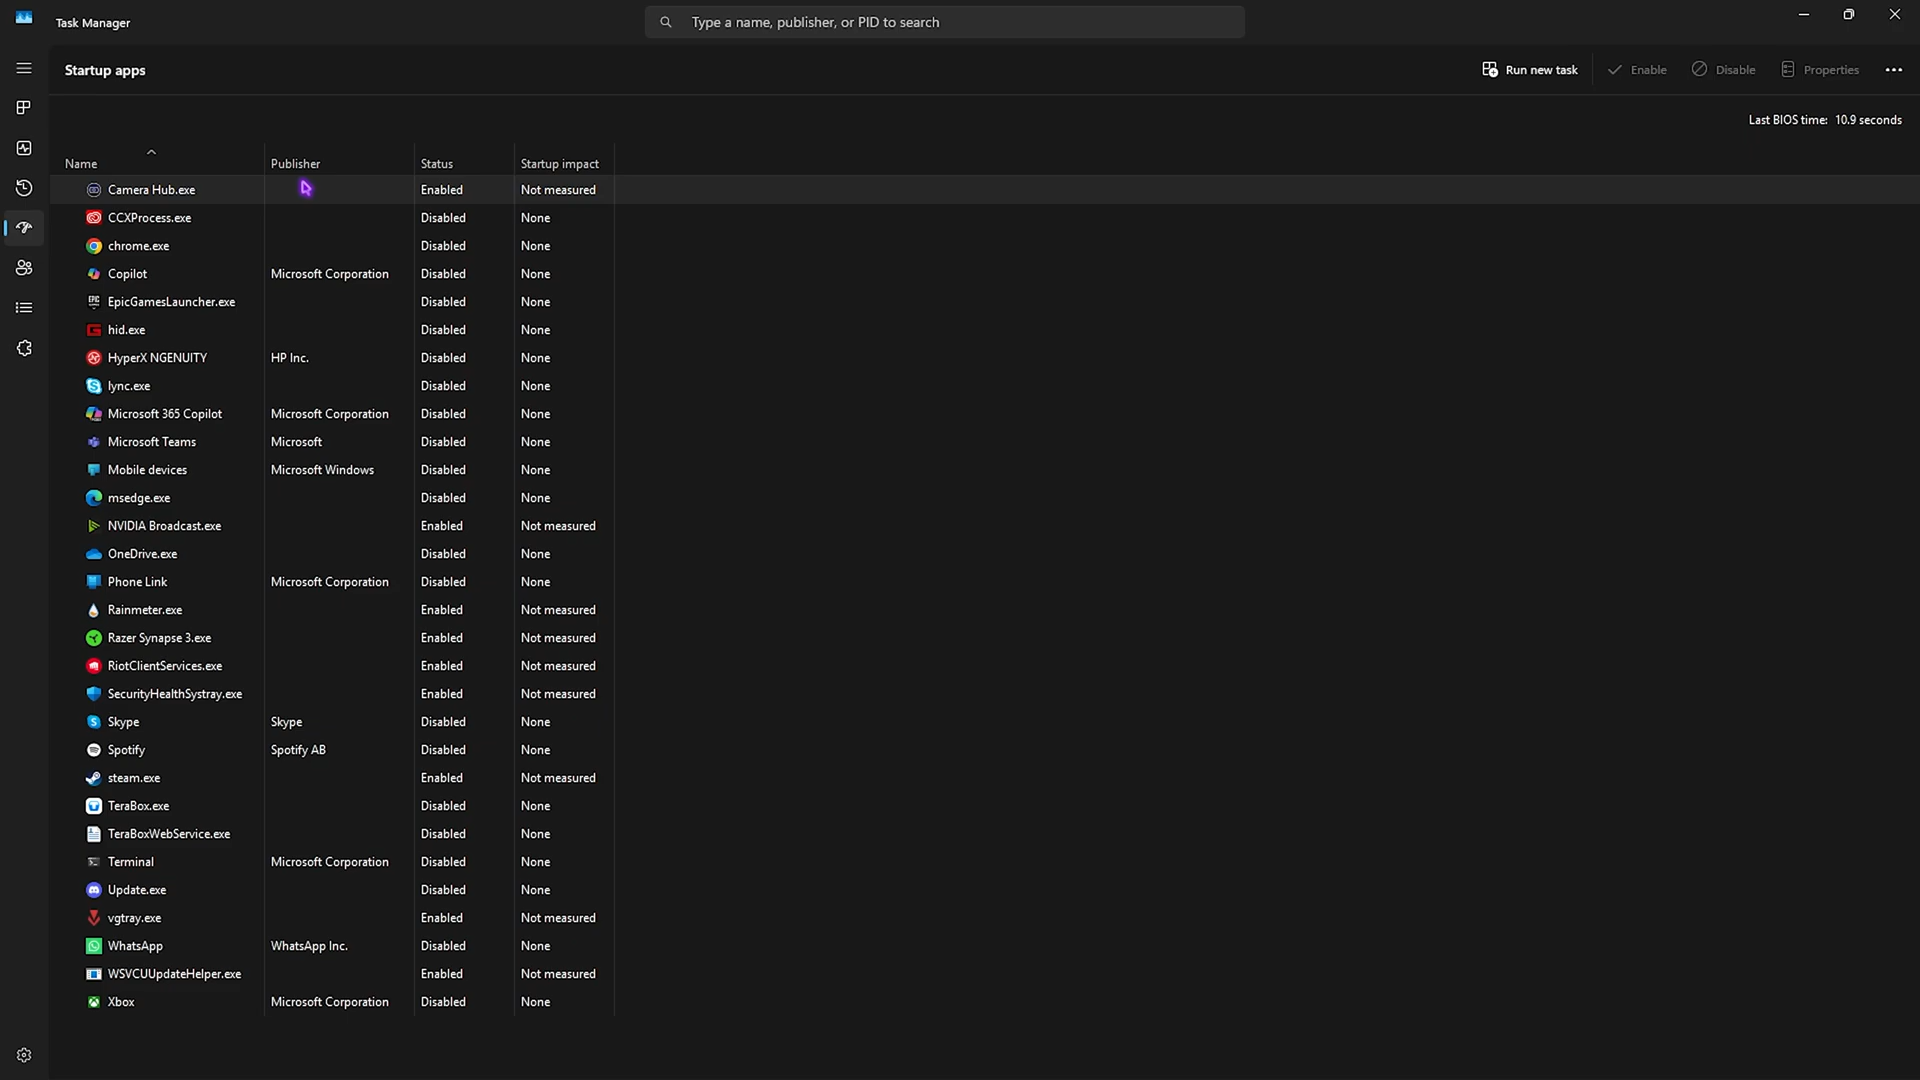 Task Manager
Type a name, publisher, or PID to search
Startup apps
Run new task Enable Disable Properties
Last BIOS time: 10.9 seconds
Name Publisher Status Startup impact
Camera Hub.exe Enabled Not measured
CCXProcess.exe Disabled None
chrome.exe Disabled None
Copilot Microsoft Corporation Disabled None
EPIC EpicGamesLauncher.exe Disabled None
hid.exe Disabled None
HyperX NGENUITY HP Inc. Disabled None
lync.exe Disabled None
Microsoft 365 Copilot Microsoft Corporation Disabled None
Microsoft Teams Microsoft Disabled None
Mobile devices Microsoft Windows Disabled None
msedge.exe Disabled None
NVIDIA Broadcast.exe Enabled Not measured
OneDrive.exe Disabled None
Phone Link Microsoft Corporation Disabled None
Rainmeter.exe Enabled Not measured
Razer Synapse 3.exe Enabled Not measured
RiotClientServices.exe Enabled Not measured
SecurityHealthSystray.exe Enabled Not measured
Skype Skype Disabled None
Spotify Spotify AB Disabled None
steam.exe Enabled Not measured
TeraBox.exe Disabled None
TeraBoxWebService.exe Disabled None
Terminal Microsoft Corporation Disabled None
Update.exe Disabled None
vgtray.exe Enabled Not measured
WhatsApp WhatsApp Inc. Disabled None
WSVCUUpdateHelper.exe Enabled Not measured
Xbox Microsoft Corporation Disabled None